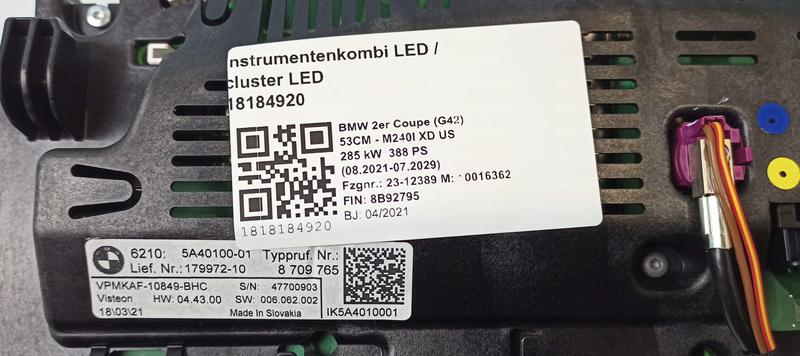 nstrumentenkombi LED /
cluster LED
18184920
BMW 2er Coupe (G42)
53CM - M240I XD US
285 kW 388 PS
(08.2021-07.2029)
Fzgnr.: 23-12389 M: 10016362
FIN: 8B92795
BJ: 04/2021
1818184920
6210: 5A40100-01 Typpruf. Nr.:
Lief. Nr.:179972-10 8 709 765
VPMKAF-10849-BHC S/N: 47700903
Visteon HW: 04.43.00 SW: 006.062.002
18\03\21 Made In Slovakia IK5A4010001